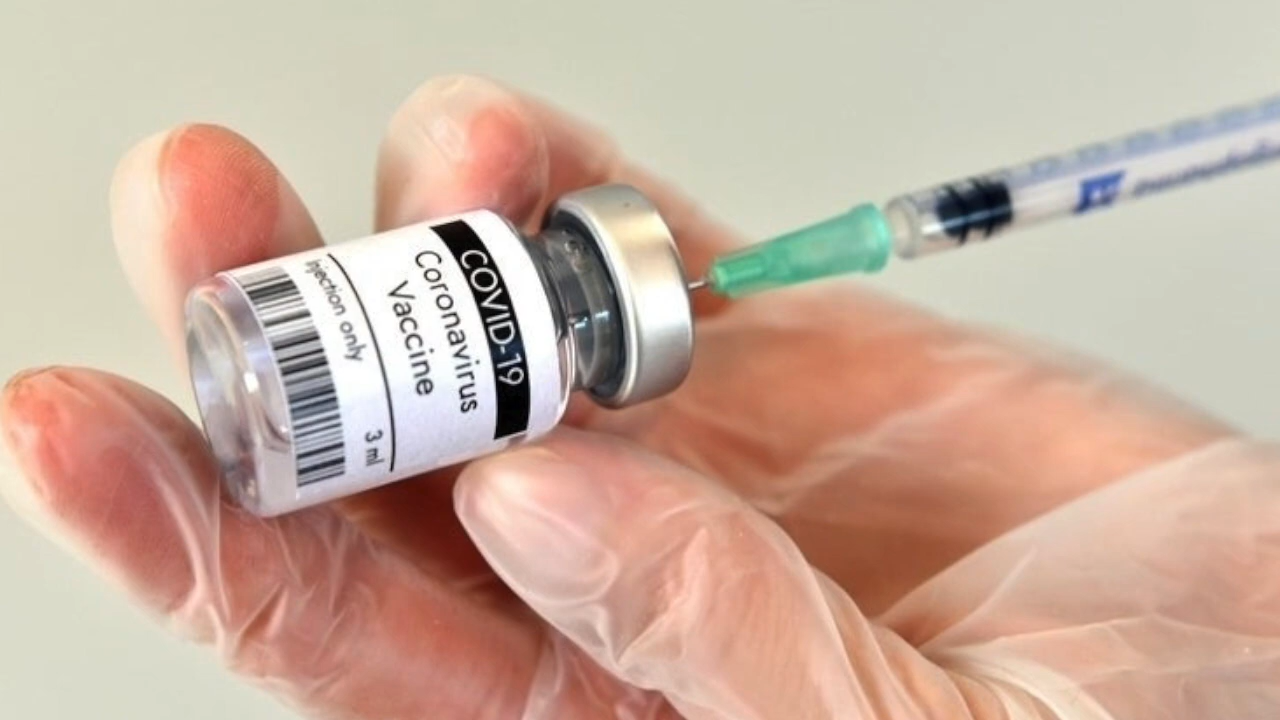 COVID-19
Coronavirus
Vaccine
Injection only
3 ml